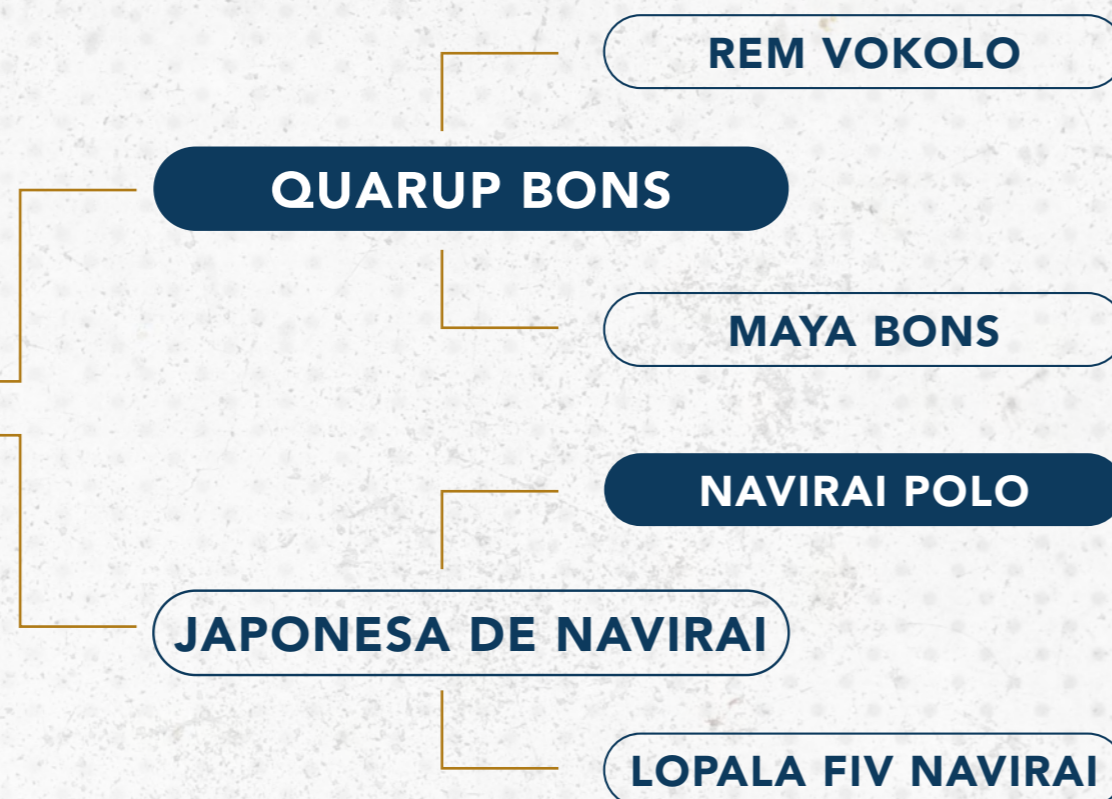 REM VOKOLO
QUARUP BONS
MAYA BONS
NAVIRAI POLO
JAPONESA DE NAVIRAI
LOPALA FIV NAVIRAI